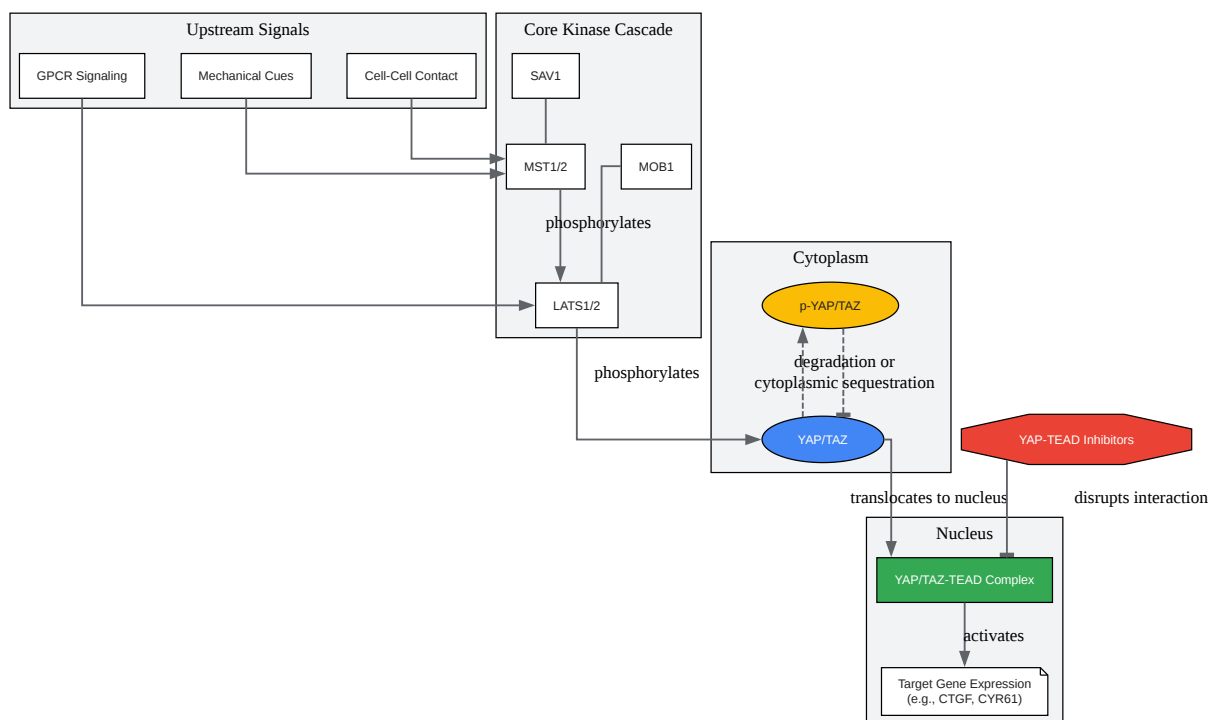 Upstream Signals
GPCR Signaling
Mechanical Cues
Cell-Cell Contact
Core Kinase Cascade
SAV1
MST1/2
MOB1
phosphorylates
LATS1/2
phosphorylates
Cytoplasm
p-YAP/TAZ
degradation or
cytoplasmic sequestration
YAP/TAZ
YAP-TEAD Inhibitors
translocates to nucleus
disrupts interaction
Nucleus
YAP/TAZ-TEAD Complex
activates
Target Gene Expression
(e.g., CTGF, CYR61)